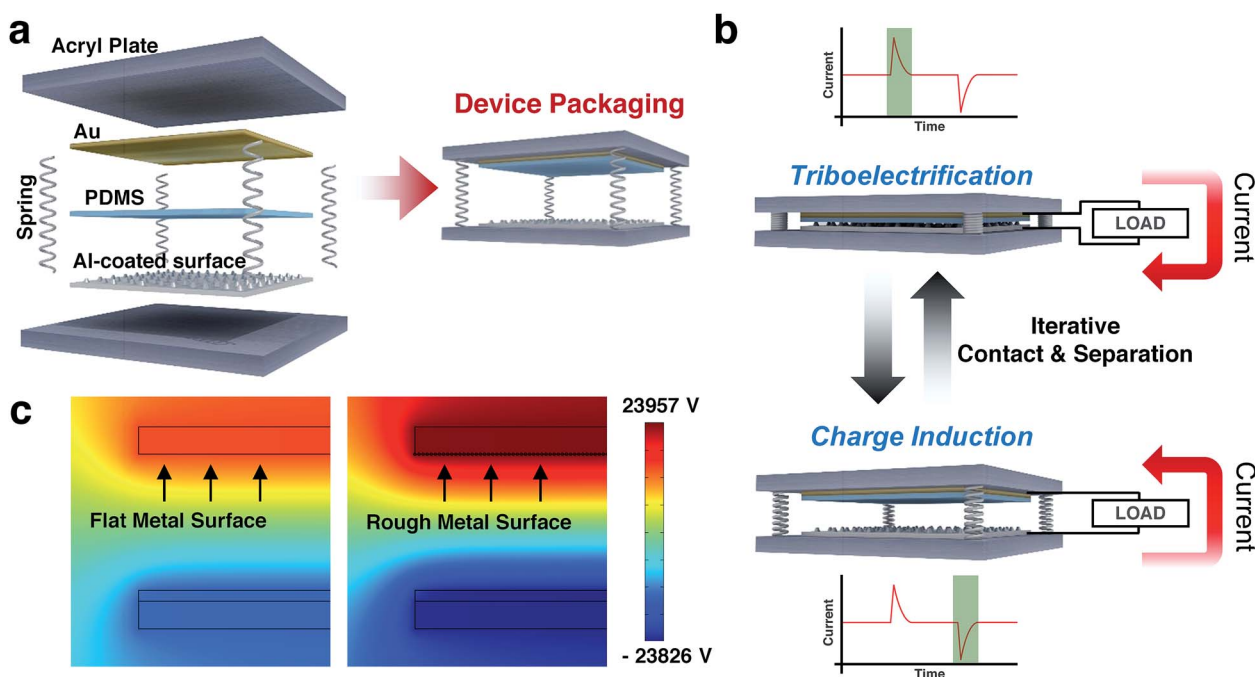 a
Acryl Plate
Au
Spring
PDMS
Al-coated surface
Device Packaging
b
Current
Time
Triboelectrification
LOAD
Current
Iterative
Contact & Separation
Charge Induction
LOAD
Current
Current
Time
c
Flat Metal Surface
Rough Metal Surface
23957 V
- 23826 V